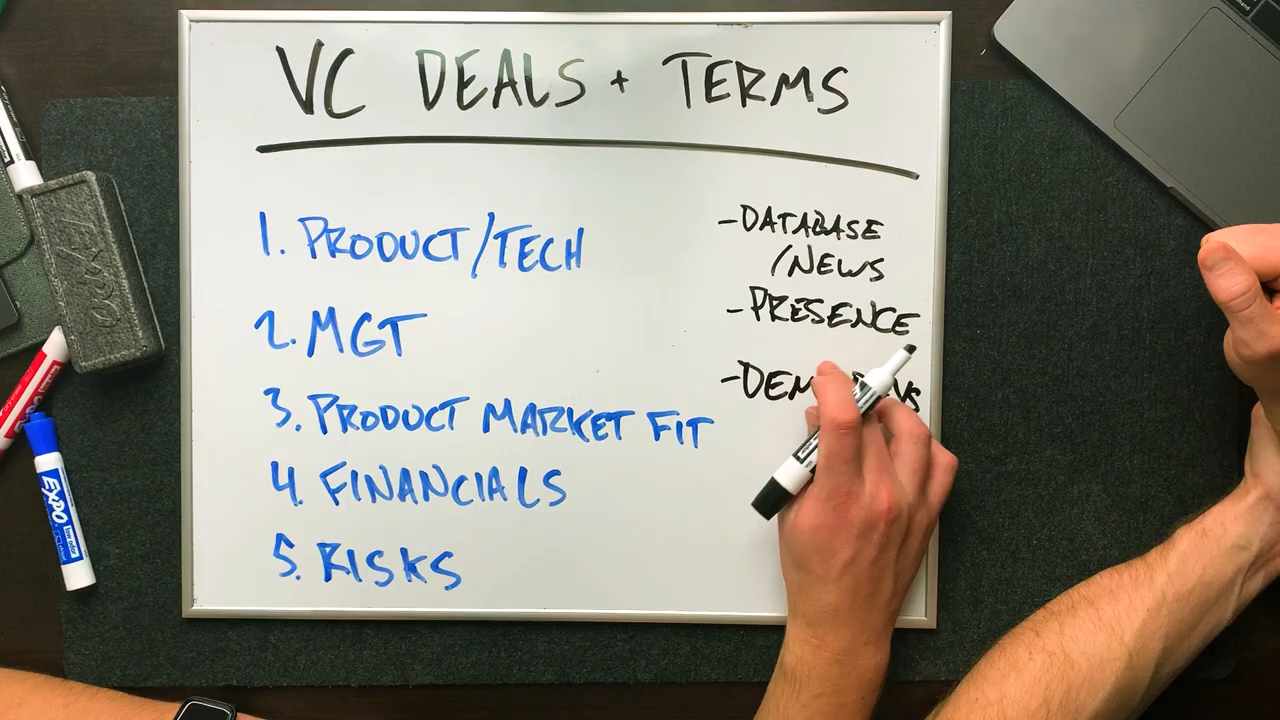 VC DEALS + TERMS
1. PRODUCT/TECH
2. MGT
3. PRODUCT MARKET FIT
4. FINANCIALS
5. RISKS
-DATABASE
/NEWS
-PRESENCE
EXPO